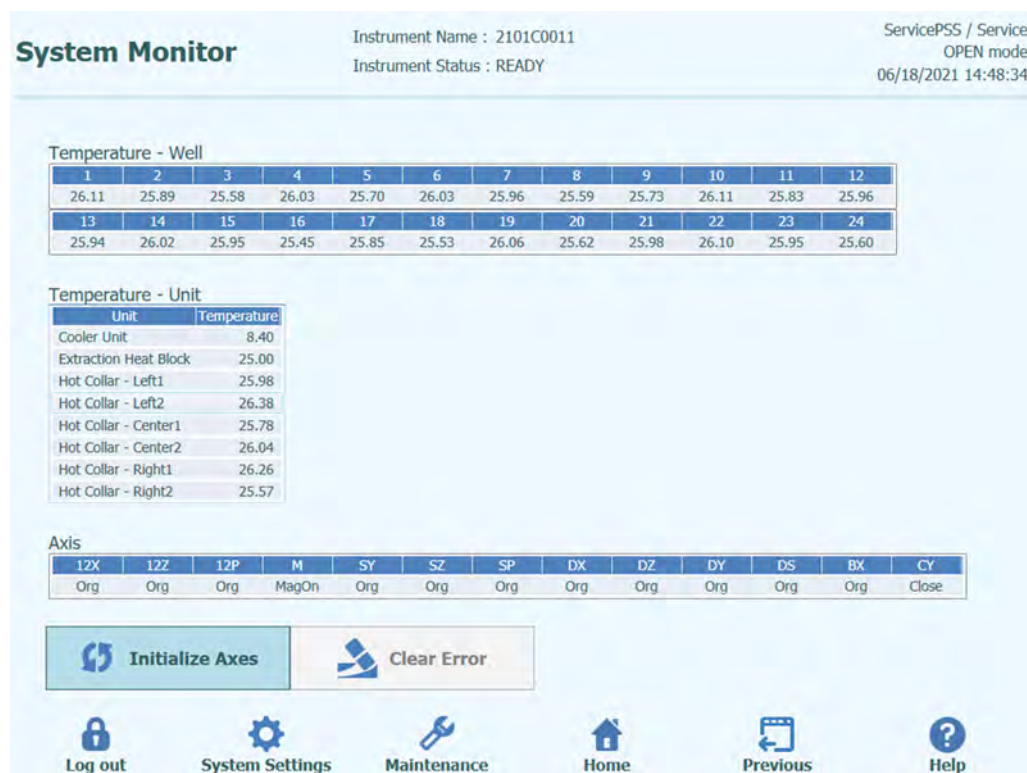 System Monitor
Instrument Name : 2101C0011
Instrument Status : READY
ServicePSS / Service
OPEN mode
06/18/2021 14:48:34
Temperature - Well
1 2 3 4 5 6 7 8 9 10 11 12
26.11 25.89 25.58 26.03 25.70 26.03 25.96 25.59 25.73 26.11 25.83 25.96
13 14 15 16 17 18 19 20 21 22 23 24
25.94 26.02 25.95 25.45 25.85 25.53 26.06 25.62 25.98 26.10 25.95 25.60
Temperature - Unit
Unit Temperature
Cooler Unit 8.40
Extraction Heat Block 25.00
Hot Collar - Left1 25.98
Hot Collar - Left2 26.38
Hot Collar - Center1 25.78
Hot Collar - Center2 26.04
Hot Collar - Right1 26.26
Hot Collar - Right2 25.57
Axis
12X 12Z 12P M SY SZ SP DX DZ DY DS BX CY
Org Org Org MagOn Org Org Org Org Org Org Org Org Close
Initialize Axes
Clear Error
Log out System Settings Maintenance Home Previous Help